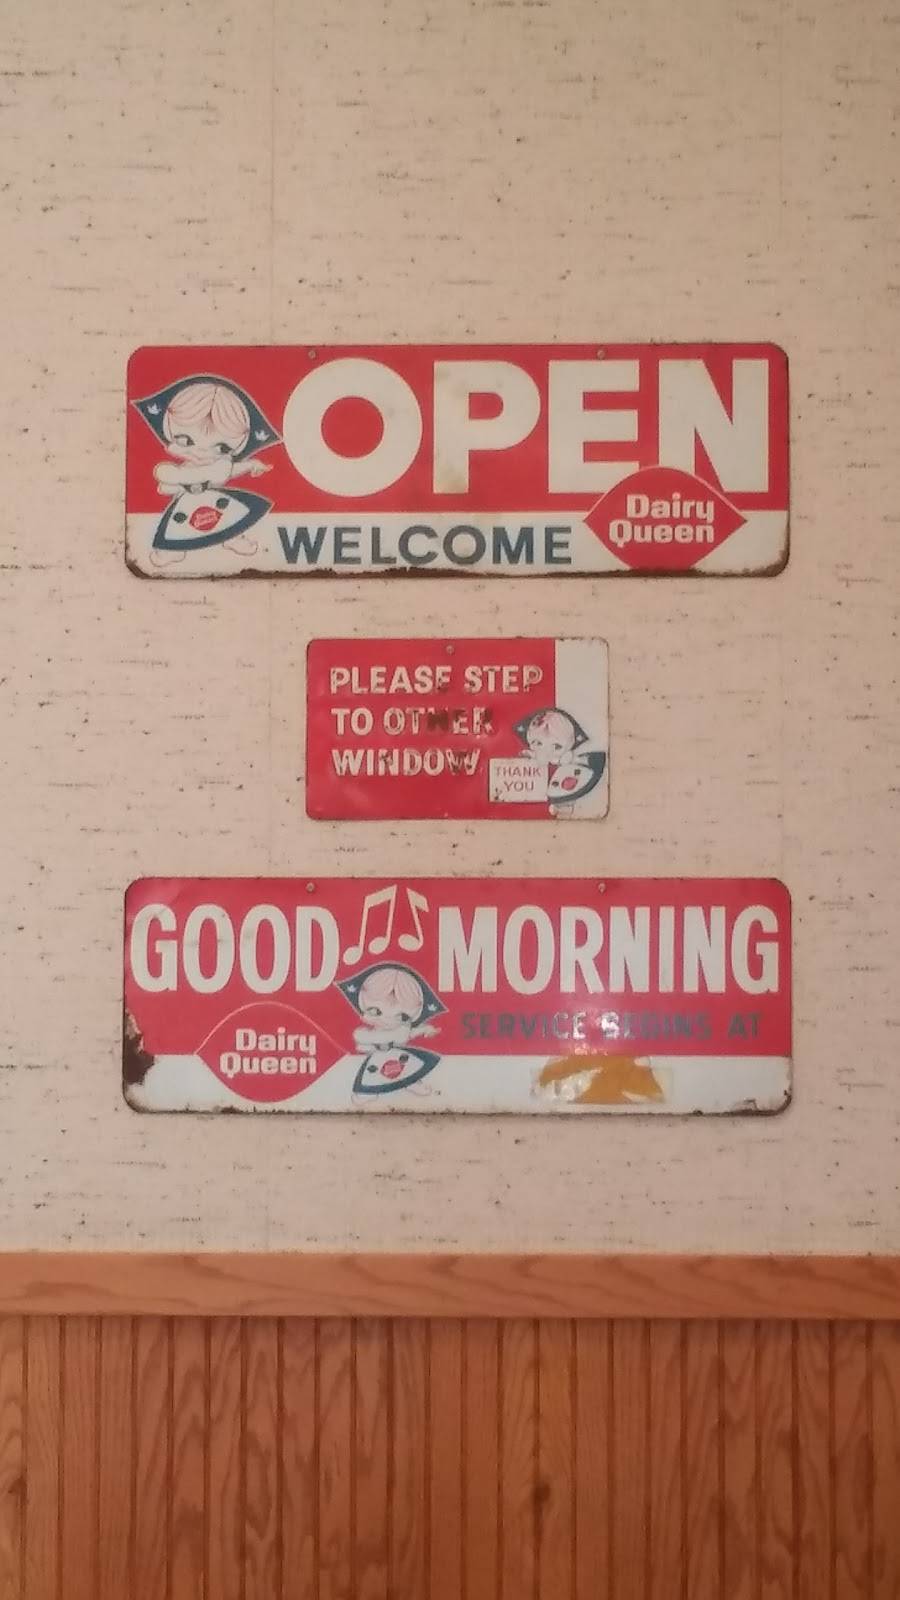 OPEN
WELCOME
Dairy
Queen
PLEASE STEP
TO OTHER
WINDOW
THANK
YOU
GOOD MORNING
SERVICE BEGINS AT
Dairy
Queen